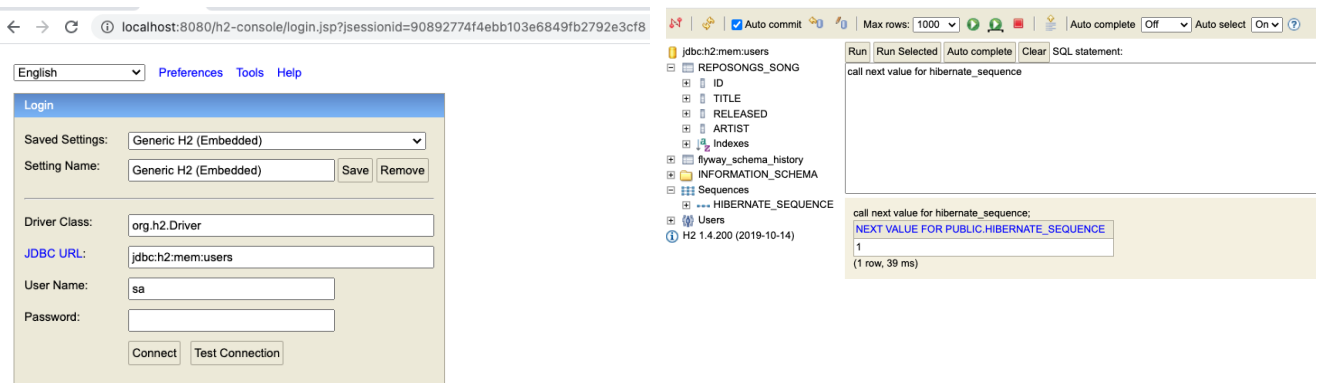 localhost:8080/h2-console/login.jsp?jsessionid=90892774f4ebb103e6849fb2792e3cf8
English Preferences Tools Help
Login
Saved Settings: Generic H2 (Embedded)
Setting Name: Generic H2 (Embedded) Save Remove
Driver Class: org.h2.Driver
JDBC URL: jdbc:h2:mem:users
User Name: sa
Password:
Connect Test Connection
Auto commit Max rows: 1000 Auto complete Off Auto select On ?
jdbc:h2:mem:users
REPOSONGS_SONG
ID
TITLE
RELEASED
ARTIST
Indexes
flyway_schema_history
INFORMATION_SCHEMA
Sequences
HIBERNATE_SEQUENCE
Users
H2 1.4.200 (2019-10-14)
Run Run Selected Auto complete Clear SQL statement:
call next value for hibernate_sequence
call next value for hibernate_sequence;
NEXT VALUE FOR PUBLIC.HIBERNATE_SEQUENCE
1
(1 row, 39 ms)